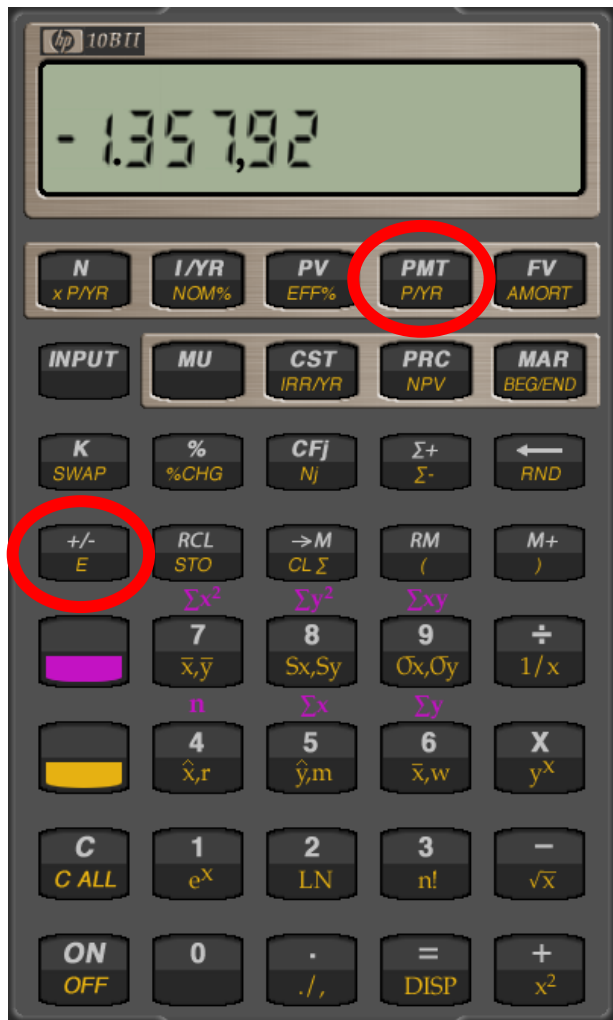 hp 10BII
-1.357,92
N I/YR PV PMT FV
x P/YR NOM% EFF% P/YR AMORT
INPUT MU CST PRC MAR
IRR/YR NPV BEG/END
K % CFj Σ+ ←
SWAP %CHG Nj Σ- RND
+/- RCL →M RM M+
E STO CL Σ ( )
Σx² Σy² Σxy
7 8 9 ÷
x̄,ȳ Sx,Sy σx,σy 1/x
n Σx Σy
4 5 6 X
x̂,r ŷ,m x̄,w yˣ
C 1 2 3 −
C ALL eˣ LN n! √x
ON 0 . = +
OFF ./, DISP x²